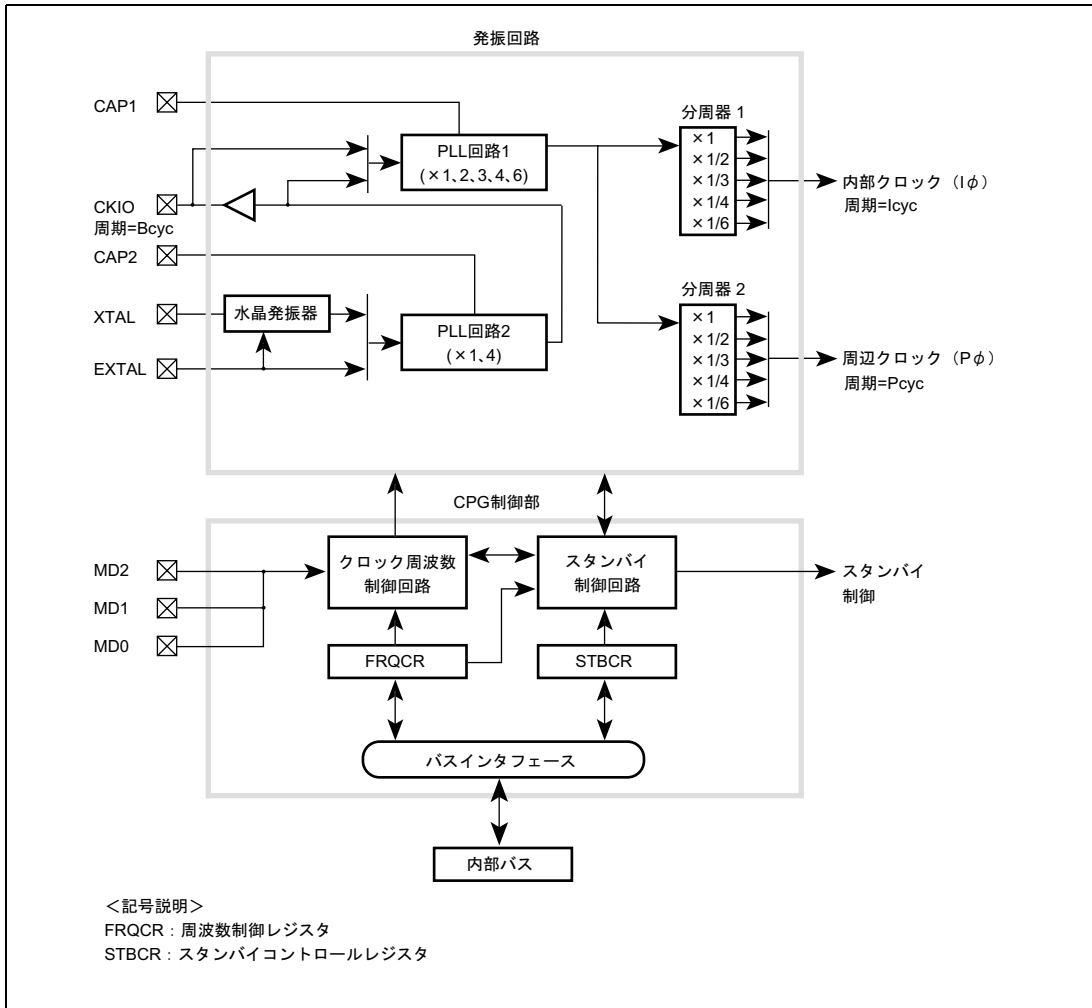 発振回路
CAP1
CKIO
周期=Bcyc
CAP2
XTAL
EXTAL
水晶発振器
PLL回路1
(×1、2、3、4、6)
PLL回路2
(×1、4)
分周器 1
×1
×1/2
×1/3
×1/4
×1/6
内部クロック（Iφ）
周期=Icyc
分周器 2
×1
×1/2
×1/3
×1/4
×1/6
周辺クロック（Pφ）
周期=Pcyc
CPG制御部
MD2
MD1
MD0
クロック周波数
制御回路
スタンバイ
制御回路
スタンバイ
制御
FRQCR
STBCR
バスインタフェース
内部バス
＜記号説明＞
FRQCR：周波数制御レジスタ
STBCR：スタンバイコントロールレジスタ